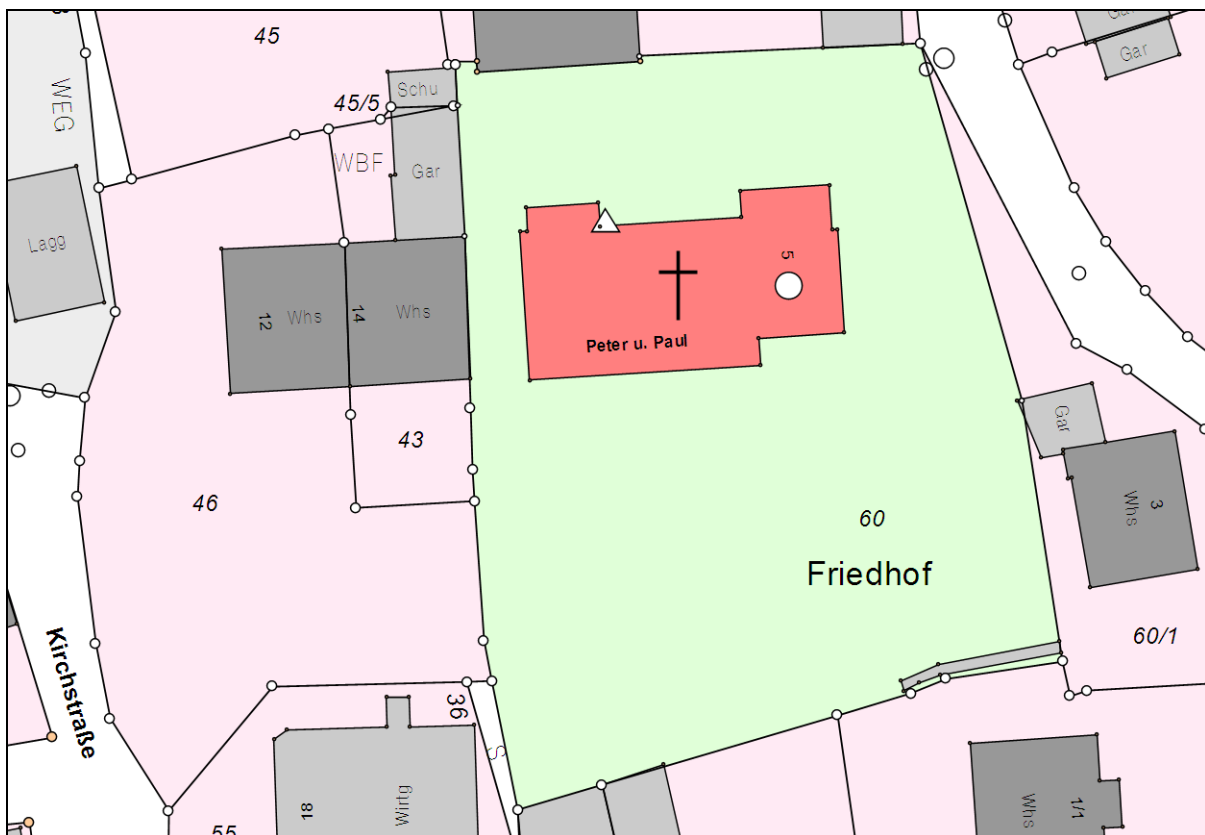 45
Gar
Schu
45/5
WEG
WBF
Gar
Lagg
5
12
Whs
14
Whs
Peter u. Paul
Gar
43
46
3
Whs
60
Friedhof
60/1
Kirchstraße
36
S
18
Wirtg
1/1
Whs
55